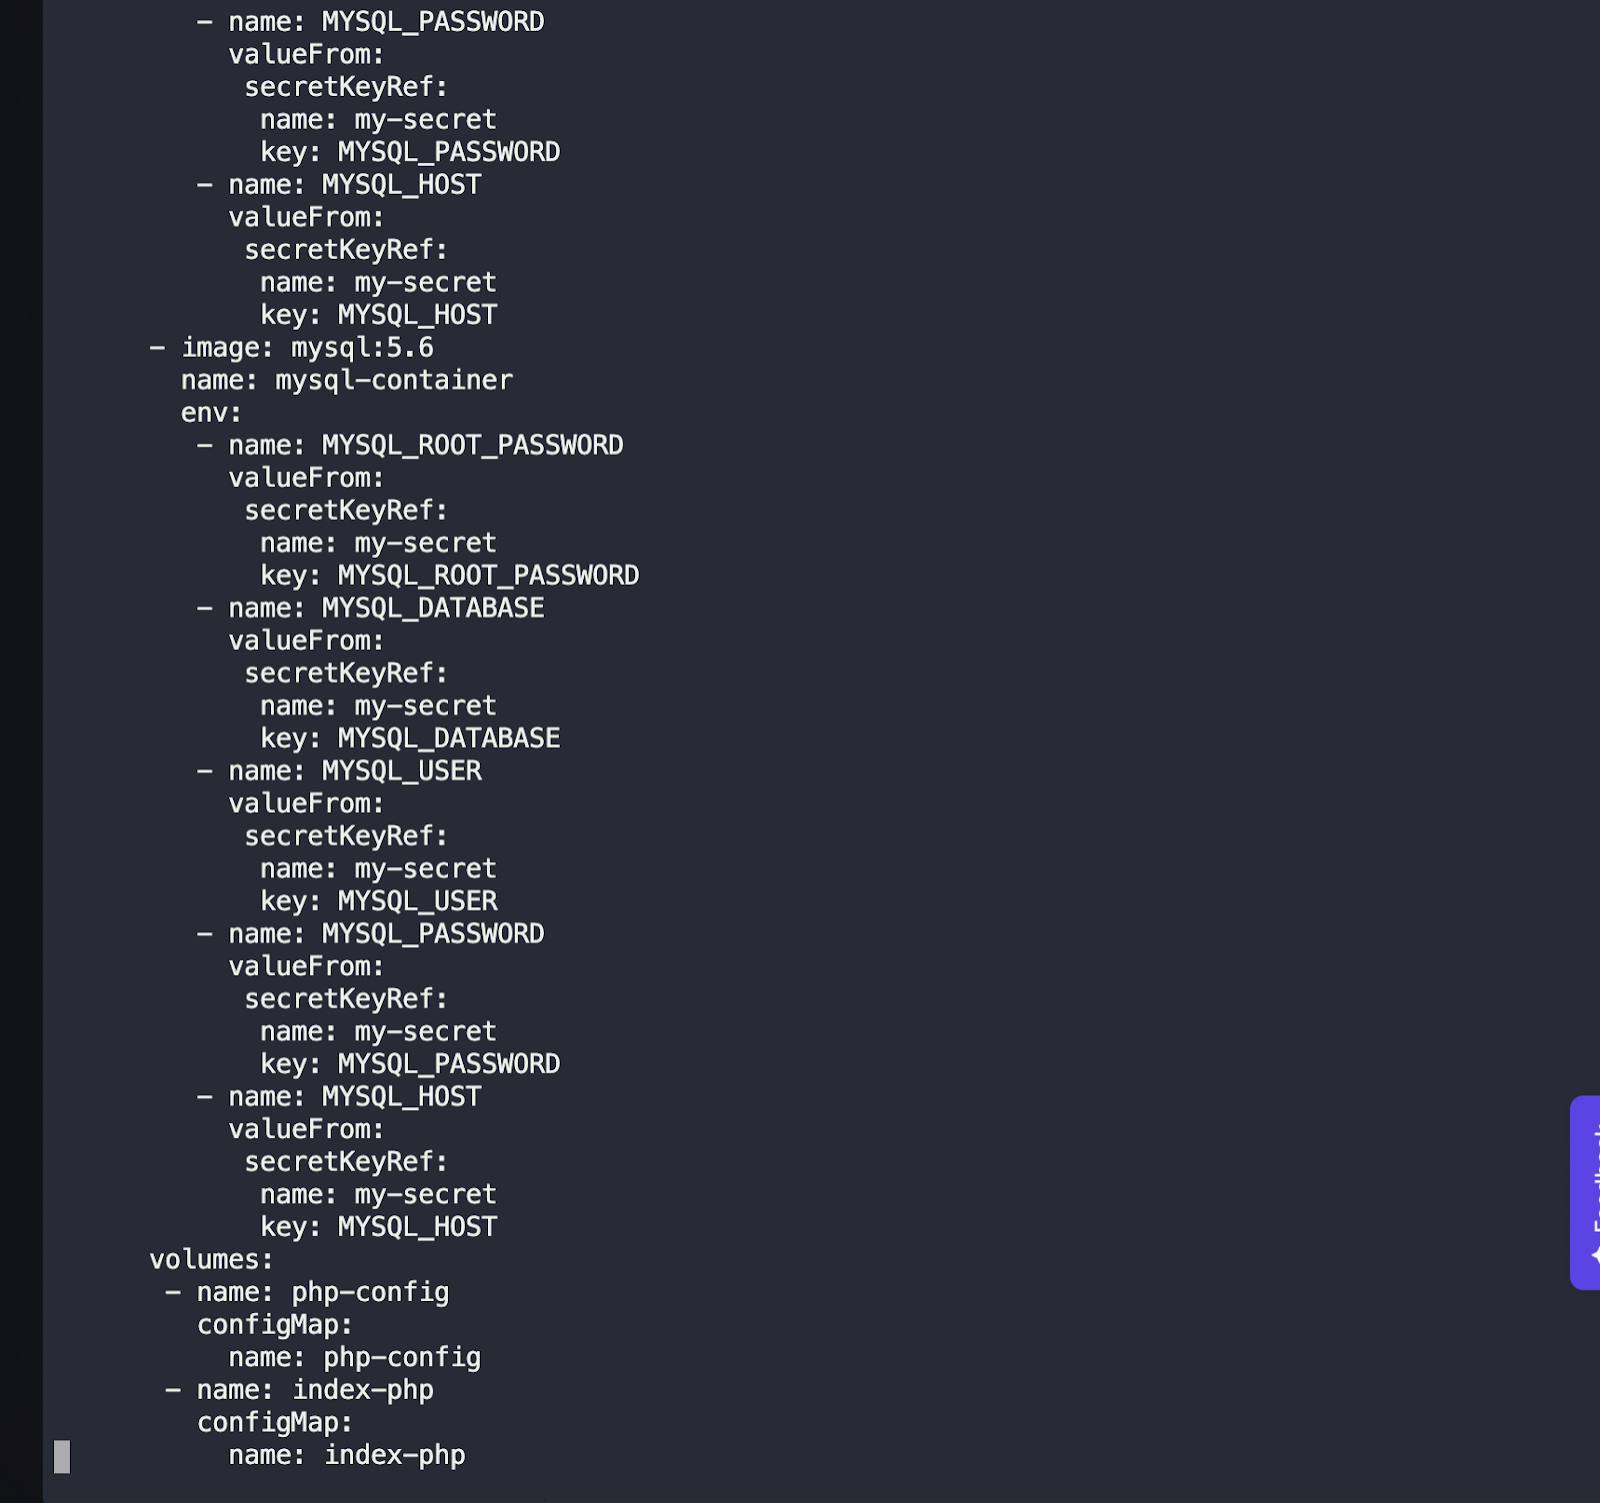 - name: MYSQL_PASSWORD
valueFrom:
secretKeyRef:
name: my-secret
key: MYSQL_PASSWORD
- name: MYSQL_HOST
valueFrom:
secretKeyRef:
name: my-secret
key: MYSQL_HOST
- image: mysql:5.6
name: mysql-container
env:
- name: MYSQL_ROOT_PASSWORD
valueFrom:
secretKeyRef:
name: my-secret
key: MYSQL_ROOT_PASSWORD
- name: MYSQL_DATABASE
valueFrom:
secretKeyRef:
name: my-secret
key: MYSQL_DATABASE
- name: MYSQL_USER
valueFrom:
secretKeyRef:
name: my-secret
key: MYSQL_USER
- name: MYSQL_PASSWORD
valueFrom:
secretKeyRef:
name: my-secret
key: MYSQL_PASSWORD
- name: MYSQL_HOST
valueFrom:
secretKeyRef:
name: my-secret
key: MYSQL_HOST
volumes:
- name: php-config
configMap:
name: php-config
- name: index-php
configMap:
name: index-php